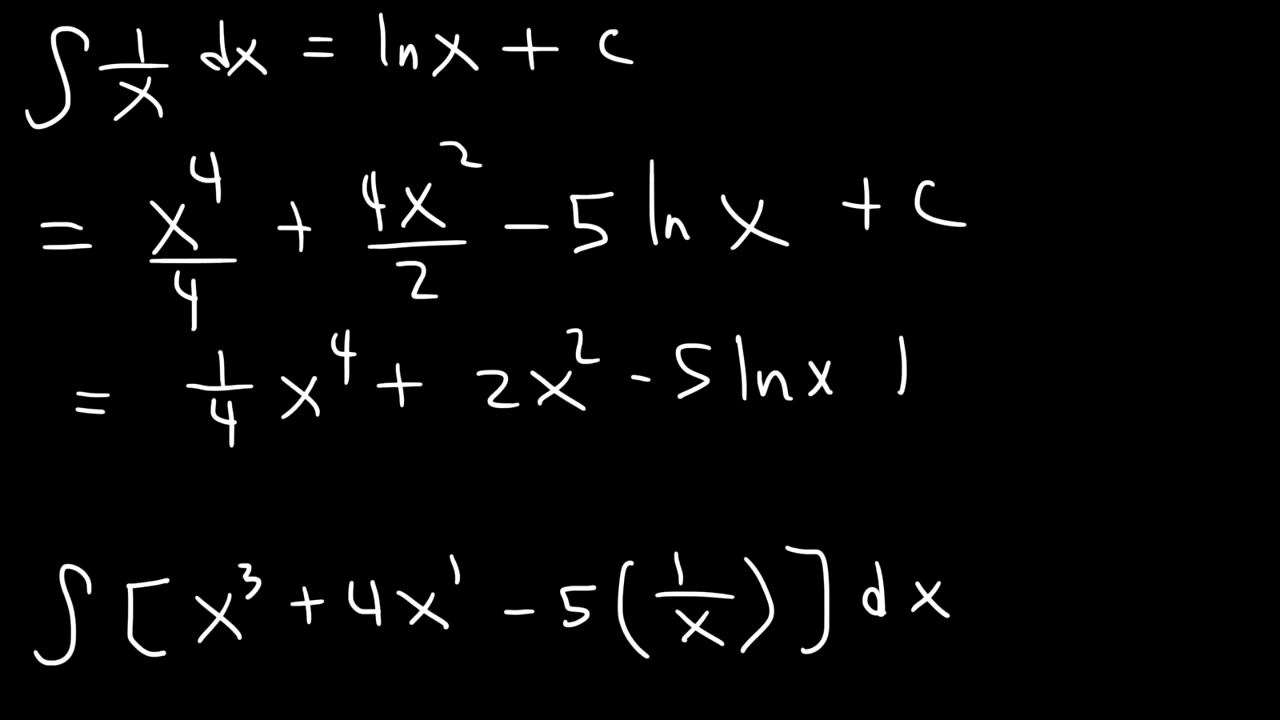 ∫ 1/x dx = ln x + c
= x⁴/4 + 4x²/2 - 5 ln x + c
= 1/4 x⁴ + 2x² - 5 ln x |
∫ [ x³ + 4x¹ - 5 ( 1/x ) ] dx